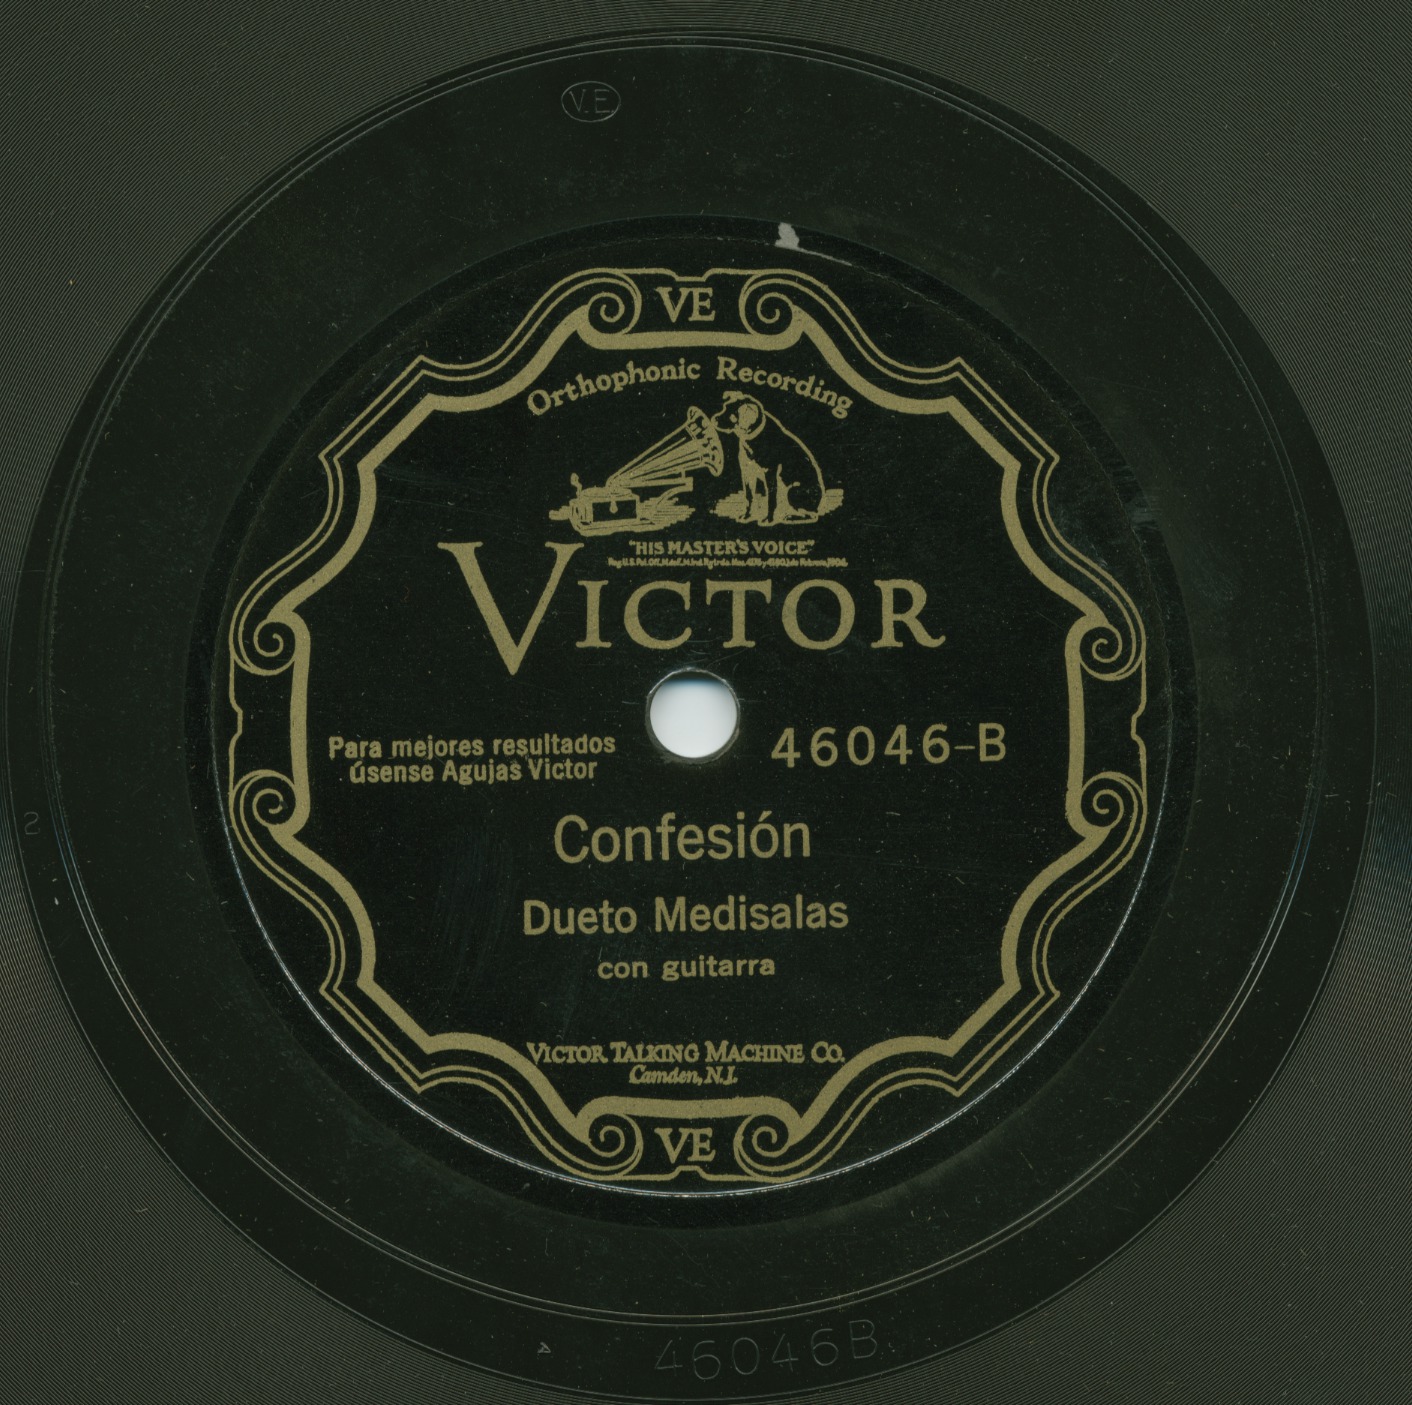 V.E.
VE
Orthophonic Recording
"HIS MASTER'S VOICE"
VICTOR
Para mejores resultados
úsense Agujas Victor
46046-B
Confesión
Dueto Medisalas
con guitarra
VICTOR TALKING MACHINE CO.
Camden, N.J.
VE
2
A
46046B